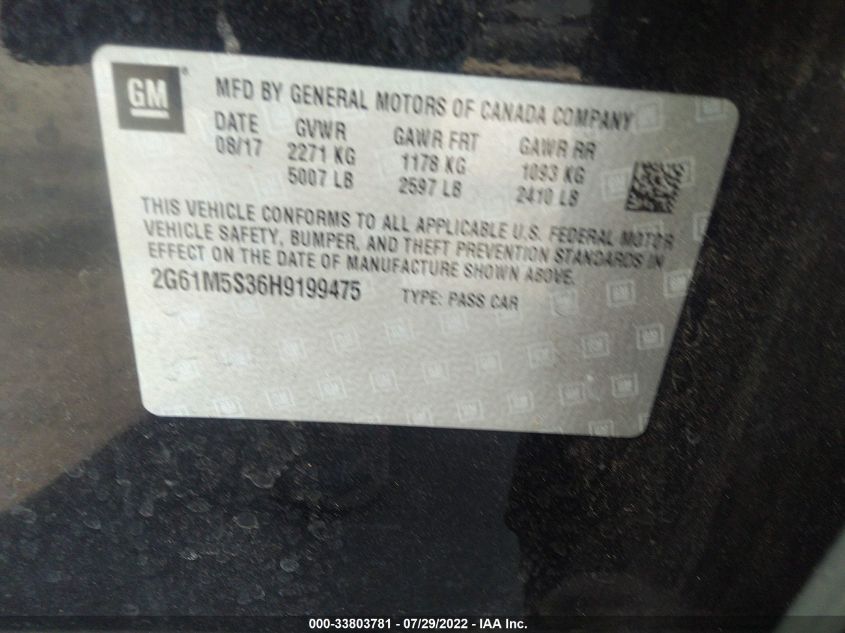 GM
MFD BY GENERAL MOTORS OF CANADA COMPANY
DATE GVWR GAWR FRT GAWR RR
08/17 2271 KG 1178 KG 1093 KG
5007 LB 2597 LB 2410 LB
THIS VEHICLE CONFORMS TO ALL APPLICABLE U.S. FEDERAL MOTOR
VEHICLE SAFETY, BUMPER, AND THEFT PREVENTION STANDARDS IN
EFFECT ON THE DATE OF MANUFACTURE SHOWN ABOVE.
2G61M5S36H9199475 TYPE: PASS CAR
000-33803781 - 07/29/2022 - IAA Inc.